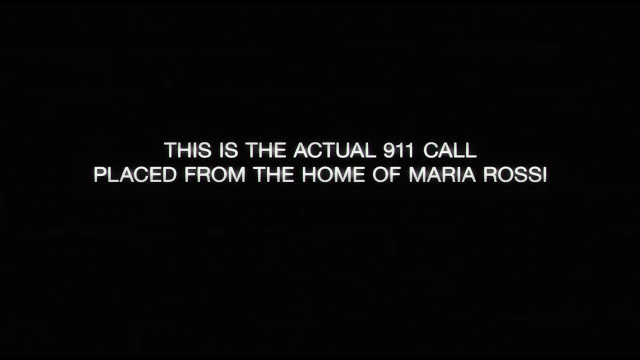 THIS IS THE ACTUAL 911 CALL
PLACED FROM THE HOME OF MARIA ROSSI